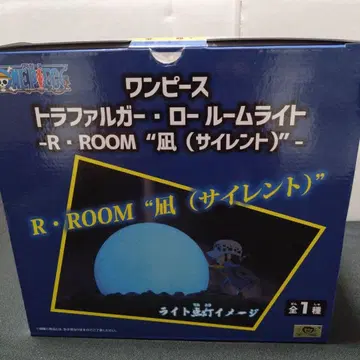 ONE PIECE
ワンピース
トラファルガー・ロー ルームライト
-R・ROOM “凪（サイレント）”-
R・ROOM “凪（サイレント）”
ライト点灯イメージ
全1種